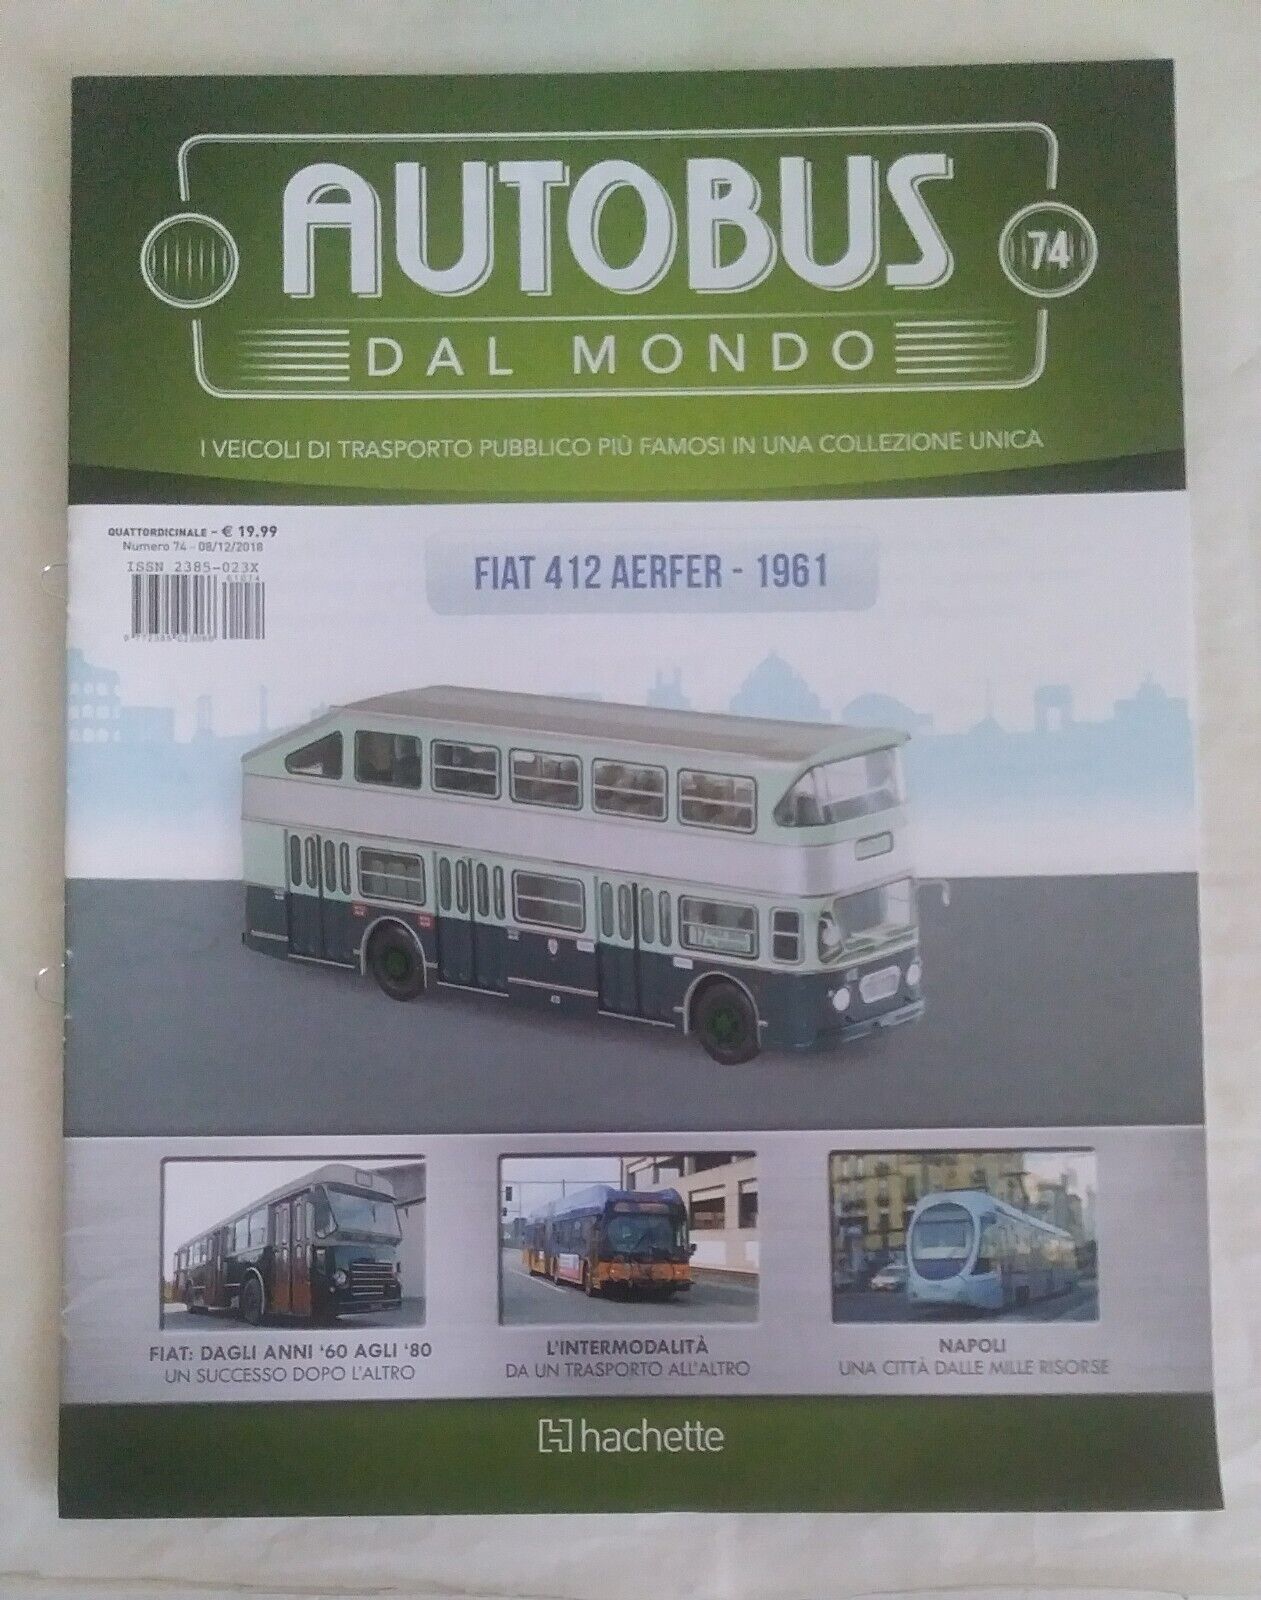 AUTOBUS
74
DAL MONDO
I VEICOLI DI TRASPORTO PUBBLICO PIÙ FAMOSI IN UNA COLLEZIONE UNICA
QUATTORDICINALE - € 19.99
Numero 74 - 08/12/2018
ISSN 2385-023X
FIAT 412 AERFER - 1961
FIAT: DAGLI ANNI ‘60 AGLI ‘80
UN SUCCESSO DOPO L’ALTRO
L’INTERMODALITÀ
DA UN TRASPORTO ALL’ALTRO
NAPOLI
UNA CITTÀ DALLE MILLE RISORSE
hachette